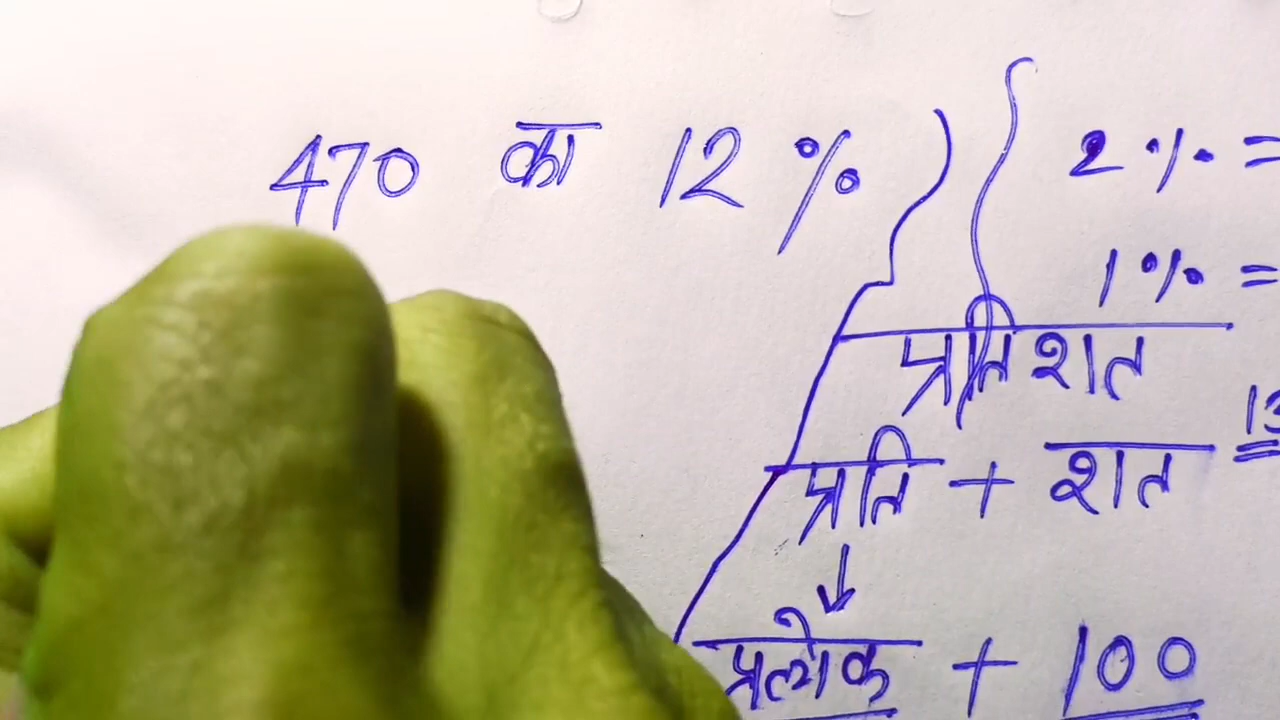 470 का 12 %
2 % =
1 % =
प्रतिशत
प्रति + शत
प्रत्येक + 100